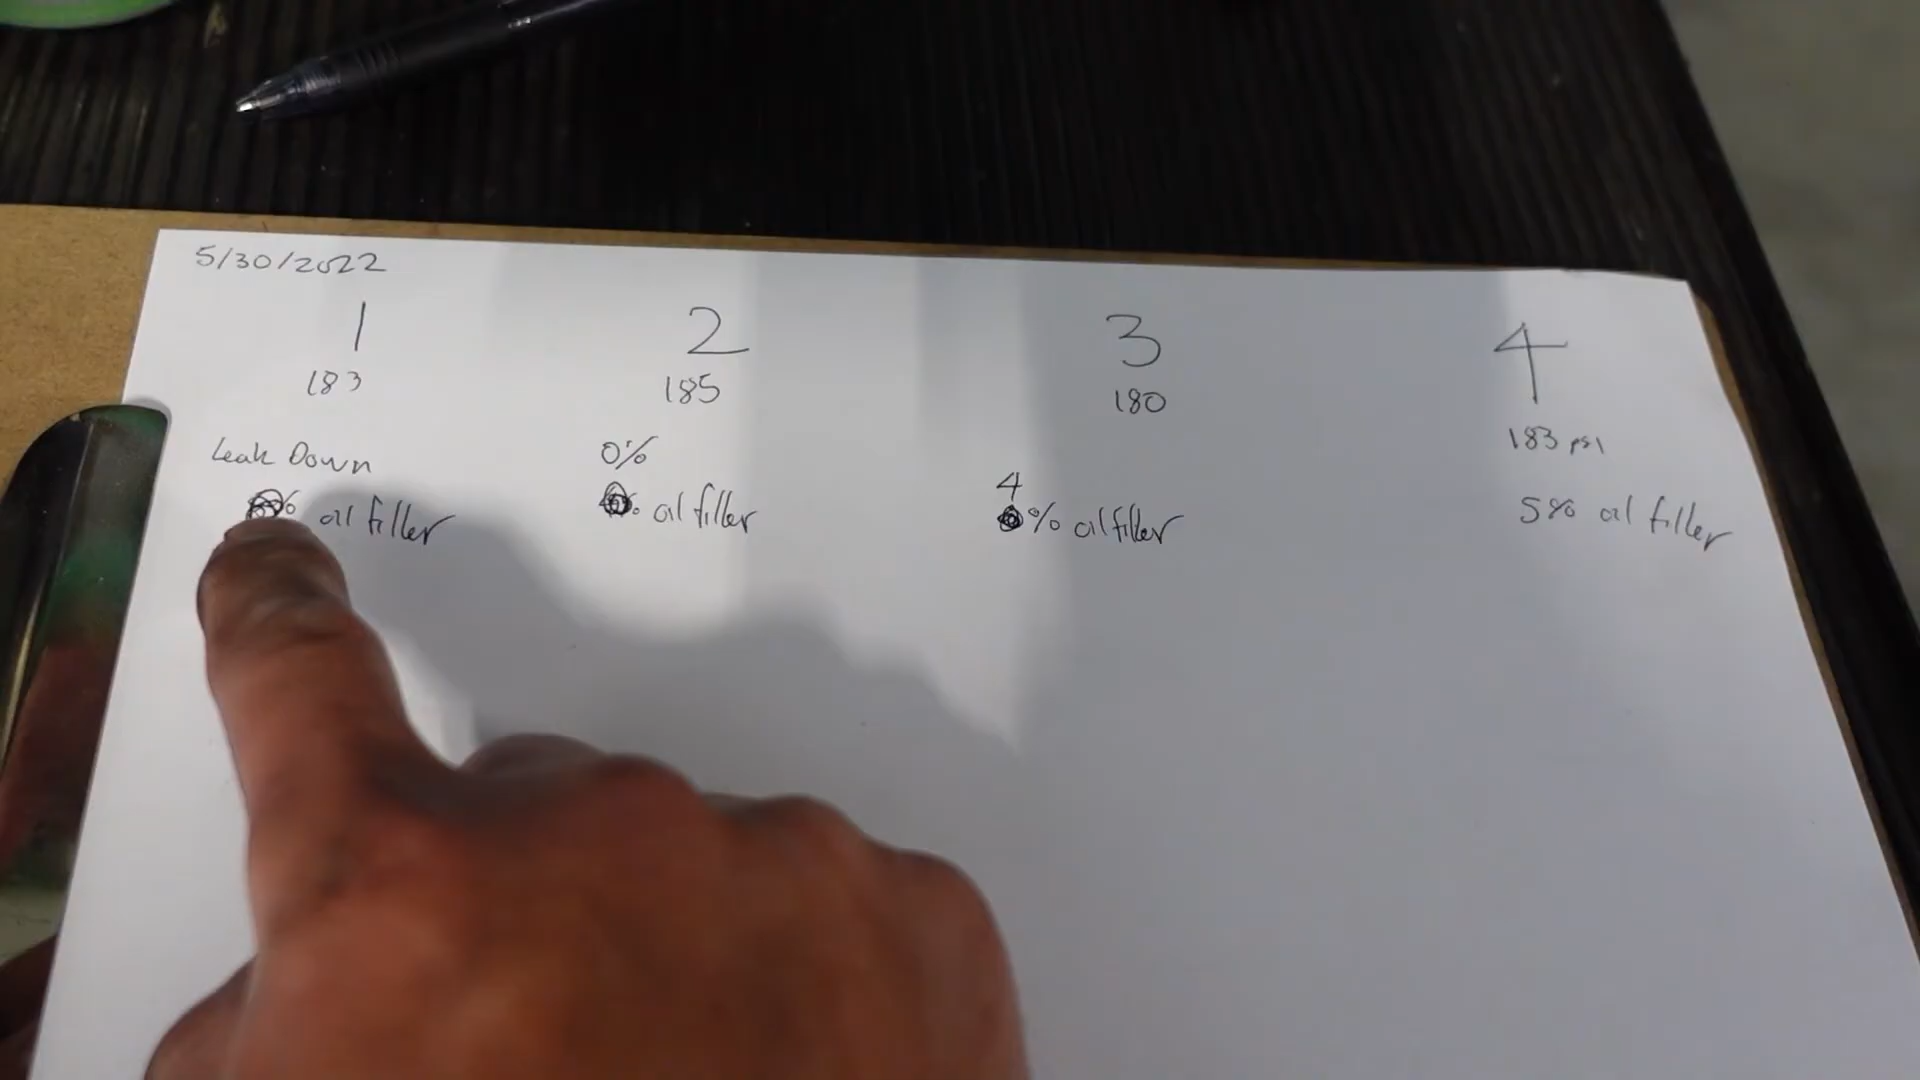 5/30/2022
1 2 3 4
183 185 180 183 psi
Leak Down 0% 4
% oil filler % oil filler % oil filler 5% oil filler